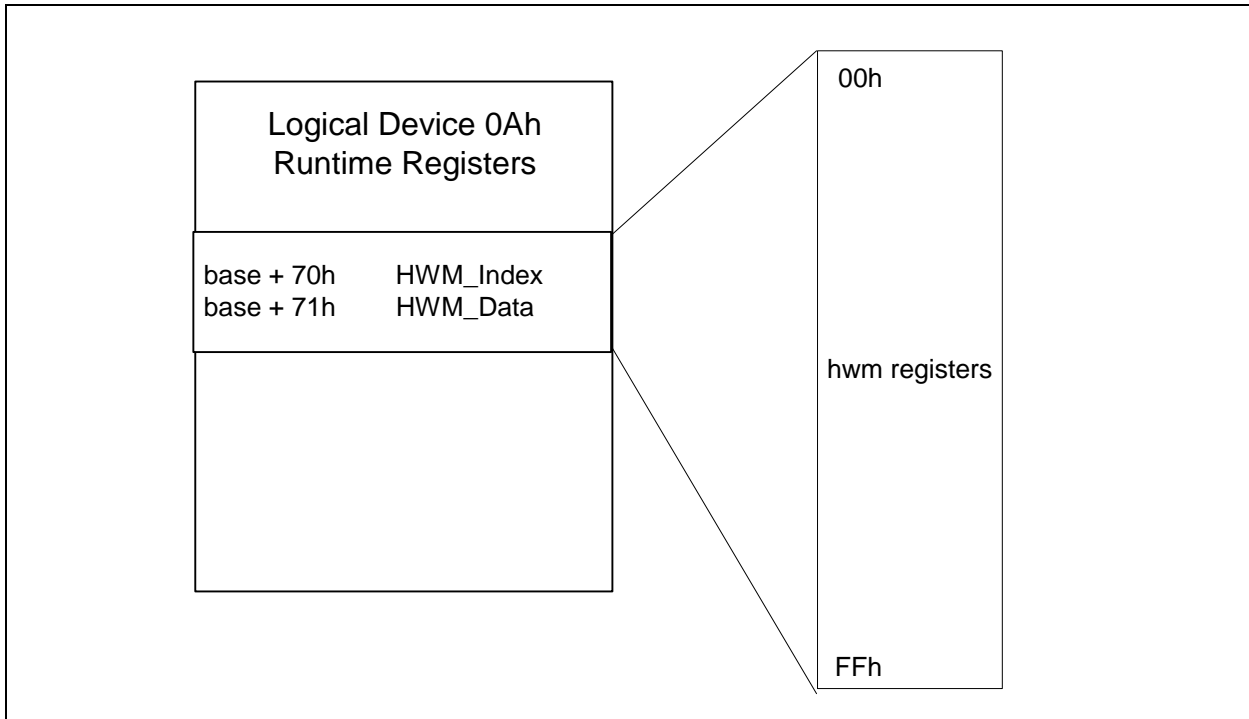 Logical Device 0Ah
Runtime Registers
base + 70h HWM_Index
base + 71h HWM_Data
00h
hwm registers
FFh